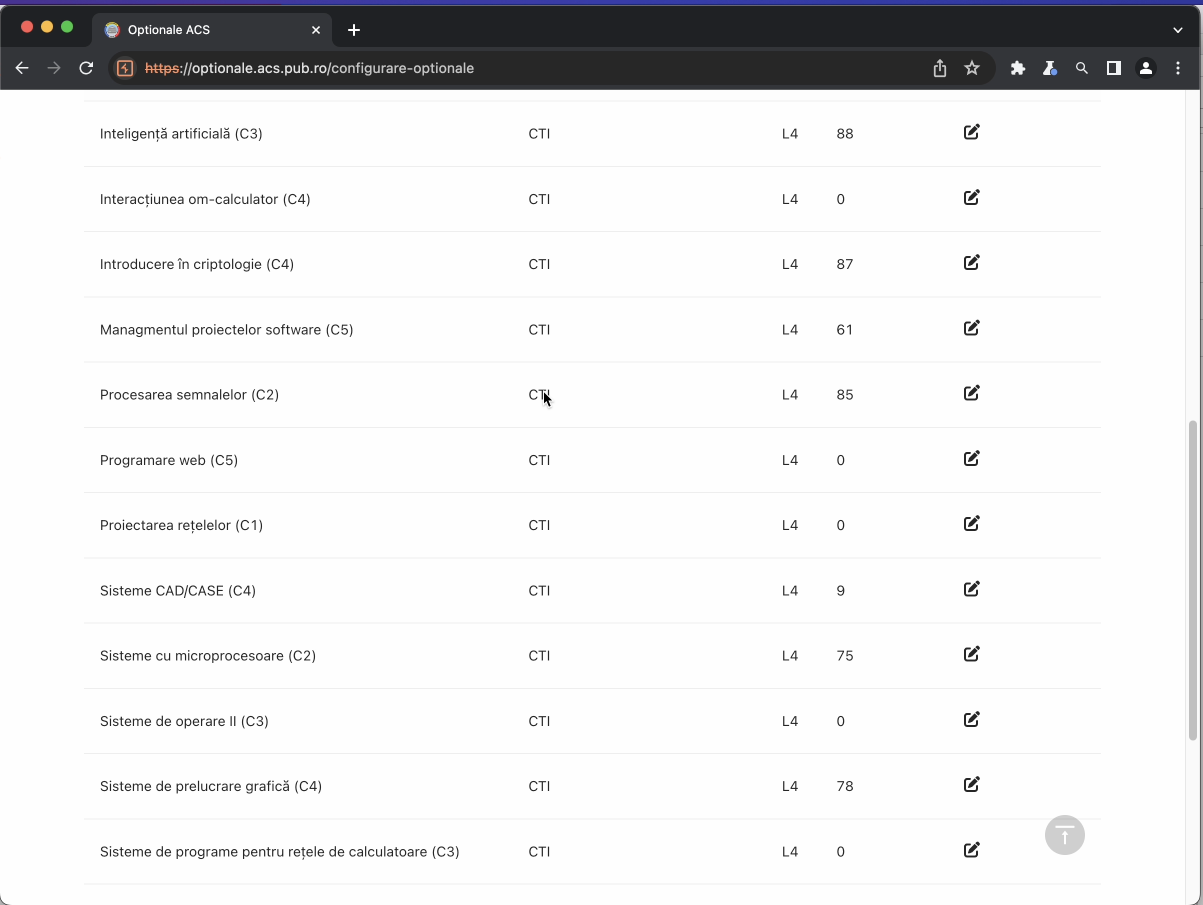 Optionale ACS
https://optionale.acs.pub.ro/configurare-optionale
Inteligență artificială (C3) CTI L4 88
Interacțiunea om-calculator (C4) CTI L4 0
Introducere în criptologie (C4) CTI L4 87
Managmentul proiectelor software (C5) CTI L4 61
Procesarea semnalelor (C2) CTI L4 85
Programare web (C5) CTI L4 0
Proiectarea rețelelor (C1) CTI L4 0
Sisteme CAD/CASE (C4) CTI L4 9
Sisteme cu microprocesoare (C2) CTI L4 75
Sisteme de operare II (C3) CTI L4 0
Sisteme de prelucrare grafică (C4) CTI L4 78
Sisteme de programe pentru rețele de calculatoare (C3) CTI L4 0